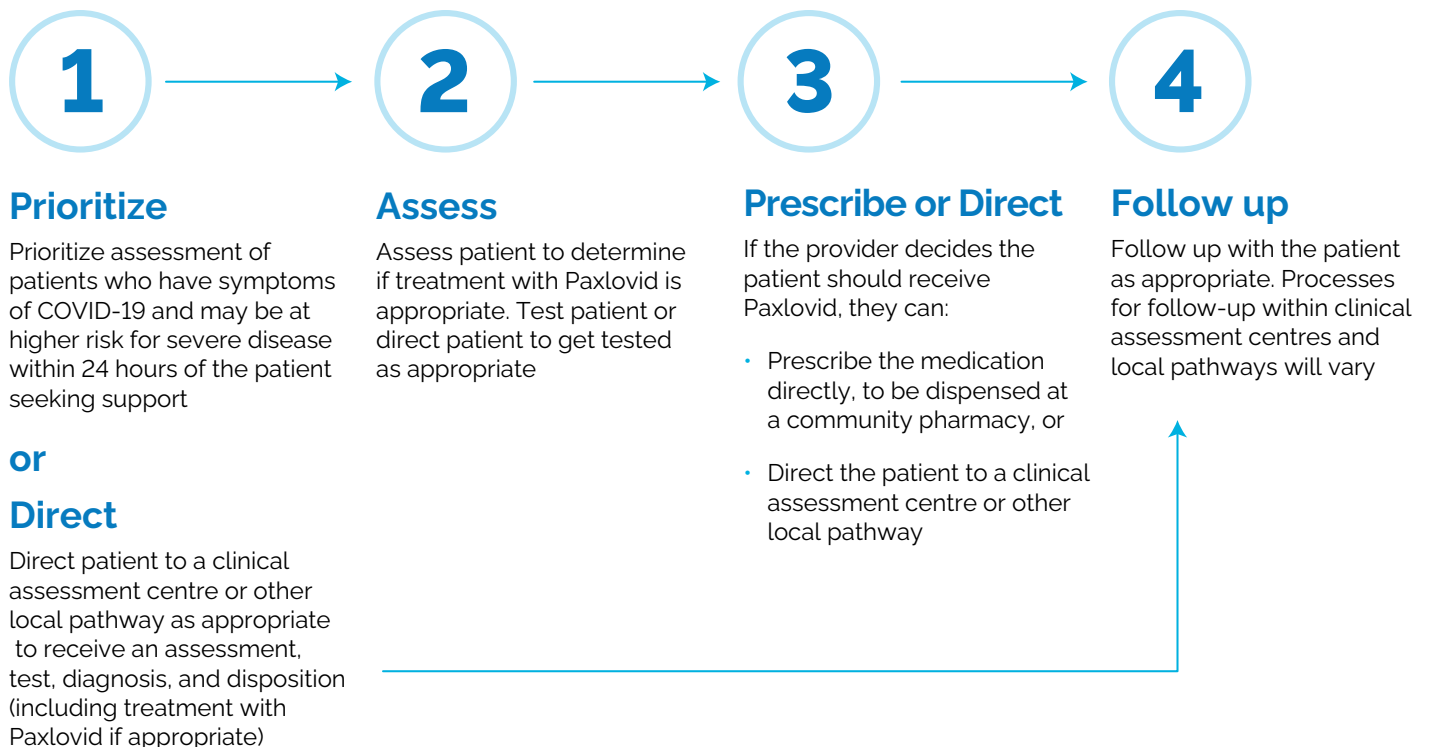 1
Prioritize
Prioritize assessment of
patients who have symptoms
of COVID-19 and may be at
higher risk for severe disease
within 24 hours of the patient
seeking support
or
Direct
Direct patient to a clinical
assessment centre or other
local pathway as appropriate
to receive an assessment,
test, diagnosis, and disposition
(including treatment with
Paxlovid if appropriate)
2
Assess
Assess patient to determine
if treatment with Paxlovid is
appropriate. Test patient or
direct patient to get tested
as appropriate
3
Prescribe or Direct
If the provider decides the
patient should receive
Paxlovid, they can:
• Prescribe the medication
directly, to be dispensed at
a community pharmacy, or
• Direct the patient to a clinical
assessment centre or other
local pathway
4
Follow up
Follow up with the patient
as appropriate. Processes
for follow-up within clinical
assessment centres and
local pathways will vary